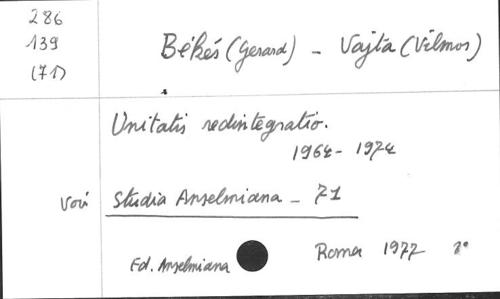 286
139
(71)
Békés (Gerard) - Vajta (Vilmos)
Unitatis redintegratio.
1964 - 1974
Voir Studia Anselmiana - 71
Ed. Anselmiana
Roma 1977 8°